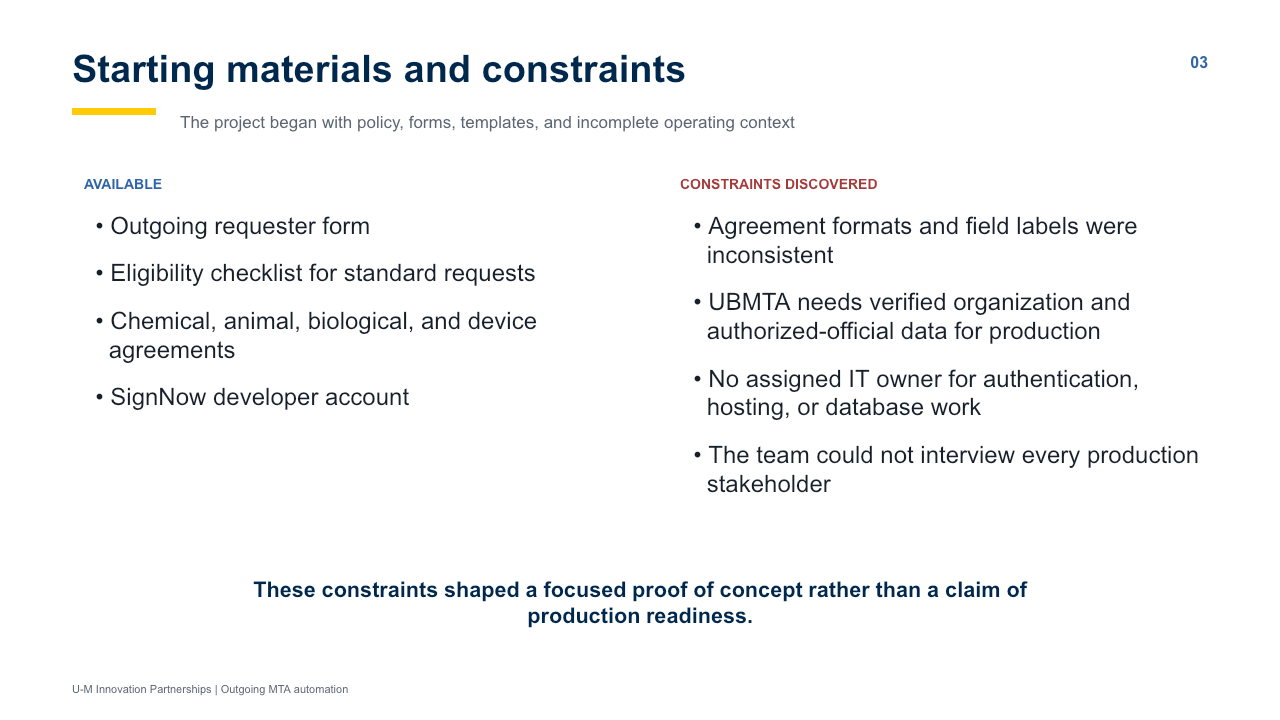 Starting materials and constraints
03
The project began with policy, forms, templates, and incomplete operating context
AVAILABLE
• Outgoing requester form
• Eligibility checklist for standard requests
• Chemical, animal, biological, and device
agreements
• SignNow developer account
CONSTRAINTS DISCOVERED
• Agreement formats and field labels were
inconsistent
• UBMTA needs verified organization and
authorized-official data for production
• No assigned IT owner for authentication,
hosting, or database work
• The team could not interview every production
stakeholder
These constraints shaped a focused proof of concept rather than a claim of
production readiness.
U-M Innovation Partnerships | Outgoing MTA automation